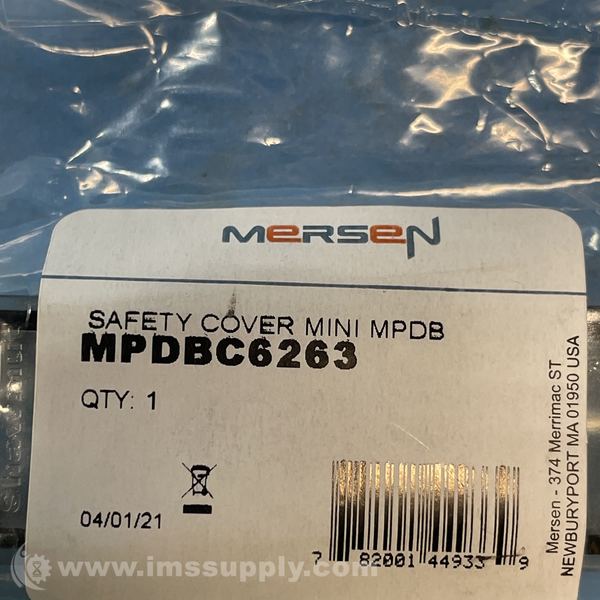 MERSEN
SAFETY COVER MINI MPDB
MPDBC6263
QTY: 1
04/01/21
7 82001 44933 9
Mersen - 374 Merrimac ST
NEWBURYPORT MA 01950 USA
www.imssupply.com